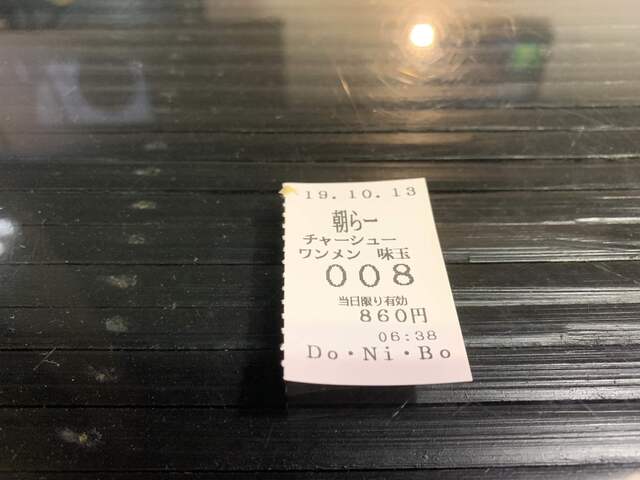 19.10.13
朝らー
チャーシュー
ワンメン 味玉
008
当日限り有効
860円
06:38
Do・Ni・Bo